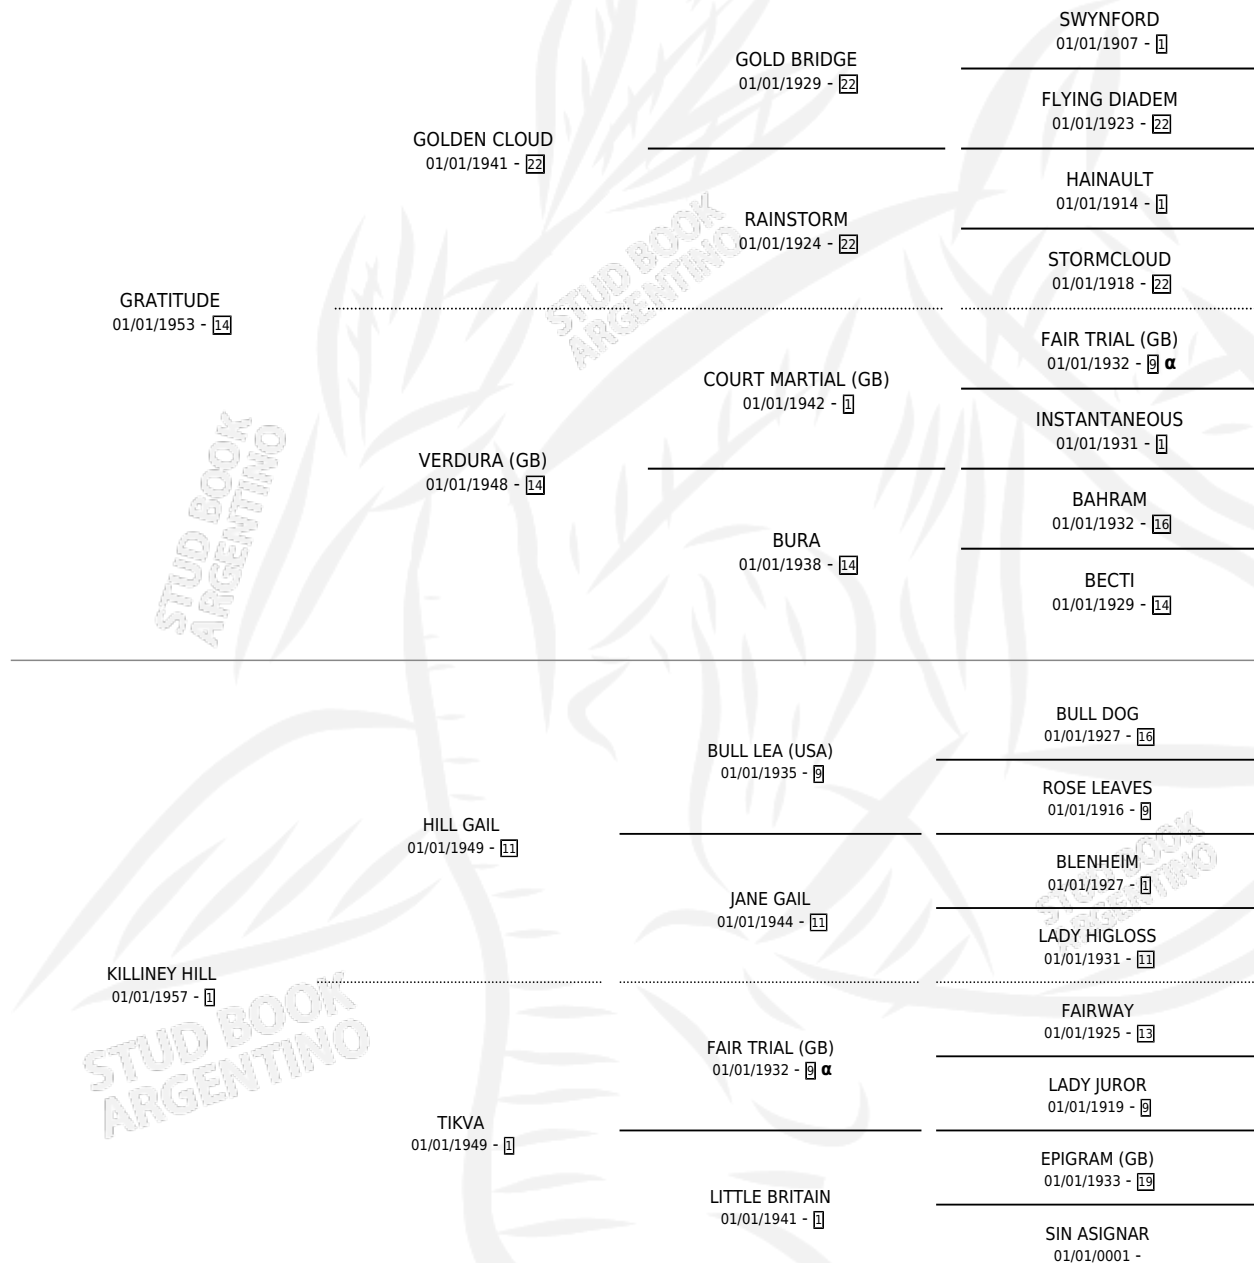 SWYNFORD
01/01/1907 - 1
GOLD BRIDGE
01/01/1929 - 22
FLYING DIADEM
01/01/1923 - 22
GOLDEN CLOUD
01/01/1941 - 22
HAINAULT
01/01/1914 - 1
RAINSTORM
01/01/1924 - 22
STORMCLOUD
01/01/1918 - 22
GRATITUDE
01/01/1953 - 14
FAIR TRIAL (GB)
01/01/1932 - 9 α
COURT MARTIAL (GB)
01/01/1942 - 1
INSTANTANEOUS
01/01/1931 - 1
VERDURA (GB)
01/01/1948 - 14
BAHRAM
01/01/1932 - 16
BURA
01/01/1938 - 14
BECTI
01/01/1929 - 14
BULL DOG
01/01/1927 - 16
BULL LEA (USA)
01/01/1935 - 9
ROSE LEAVES
01/01/1916 - 9
HILL GAIL
01/01/1949 - 11
BLENHEIM
01/01/1927 - 1
JANE GAIL
01/01/1944 - 11
LADY HIGLOSS
01/01/1931 - 11
KILLINEY HILL
01/01/1957 - 1
FAIRWAY
01/01/1925 - 13
FAIR TRIAL (GB)
01/01/1932 - 9 α
LADY JUROR
01/01/1919 - 9
TIKVA
01/01/1949 - 1
EPIGRAM (GB)
01/01/1933 - 19
LITTLE BRITAIN
01/01/1941 - 1
SIN ASIGNAR
01/01/0001 -
STUD BOOK
ARGENTINO
STUD BOOK
ARGENTINO
STUD BOOK
ARGENTINO
STUD BOOK
ARGENTINO